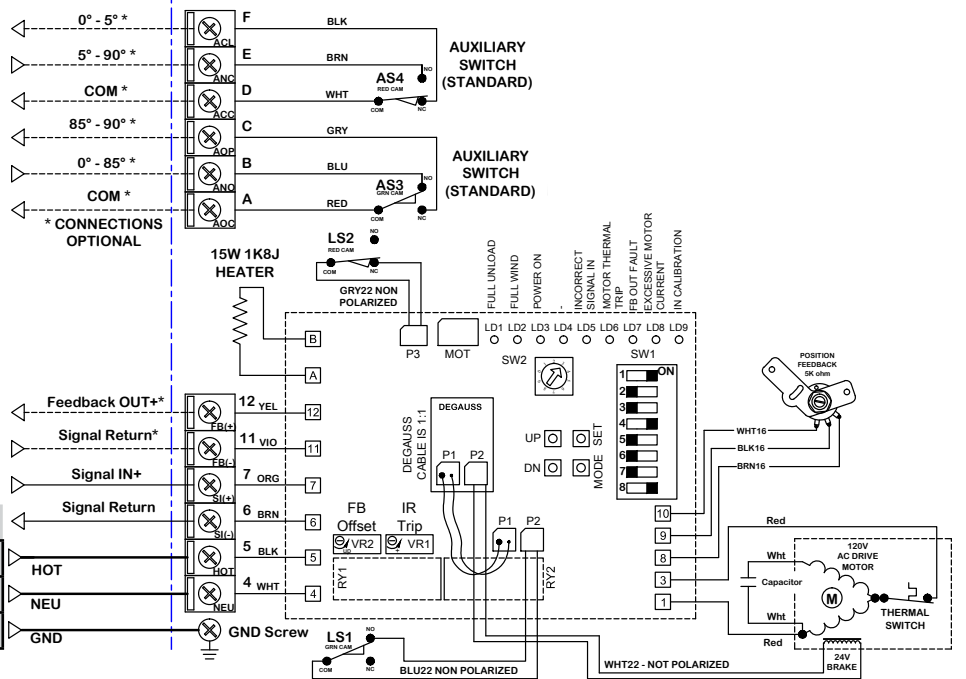 0° - 5° *
F
ACL
BLK
5° - 90° *
E
ANC
BRN
NO
AUXILIARY
SWITCH
(STANDARD)
AS4
RED CAM
COM *
D
ACC
WHT
COM
NC
85° - 90° *
C
AOP
GRY
0° - 85° *
B
ANO
BLU
NO
AUXILIARY
SWITCH
(STANDARD)
AS3
GRN CAM
COM *
A
AOC
RED
COM
NC
* CONNECTIONS
OPTIONAL
15W 1K8J
HEATER
LS2
RED CAM
NO
COM
NC
GRY22 NON
POLARIZED
FULL UNLOAD
FULL WIND
POWER ON
-
INCORRECT
SIGNAL IN
MOTOR THERMAL
TRIP
FB OUT FAULT
EXCESSIVE MOTOR
CURRENT
IN CALIBRATION
LD1 LD2 LD3 LD4 LD5 LD6 LD7 LD8 LD9
B
A
P3
MOT
SW2
SW1
ON
1
2
3
4
5
6
7
8
POSITION
FEEDBACK
5K ohm
WHT16
BLK16
BRN16
Feedback OUT+*
12 YEL
FB(+)
12
Signal Return*
11 VIO
FB(-)
11
Signal IN+
7 ORG
SI(+)
7
Signal Return
6 BRN
SI(-)
6
HOT
5 BLK
HOT
5
NEU
4 WHT
NEU
4
GND
GND Screw
DEGAUSS
CABLE IS 1:1
DEGAUSS
P1
P2
UP
DN
MODE SET
FB
Offset
VR2
IR
Trip
VR1
P1
P2
RY1
RY2
10
9
8
3
1
Red
120V
AC DRIVE
MOTOR
Wht
Capacitor
M
THERMAL
SWITCH
Wht
Red
24V
BRAKE
LS1
GRN CAM
NO
COM
NC
BLU22 NON POLARIZED
WHT22 - NOT POLARIZED